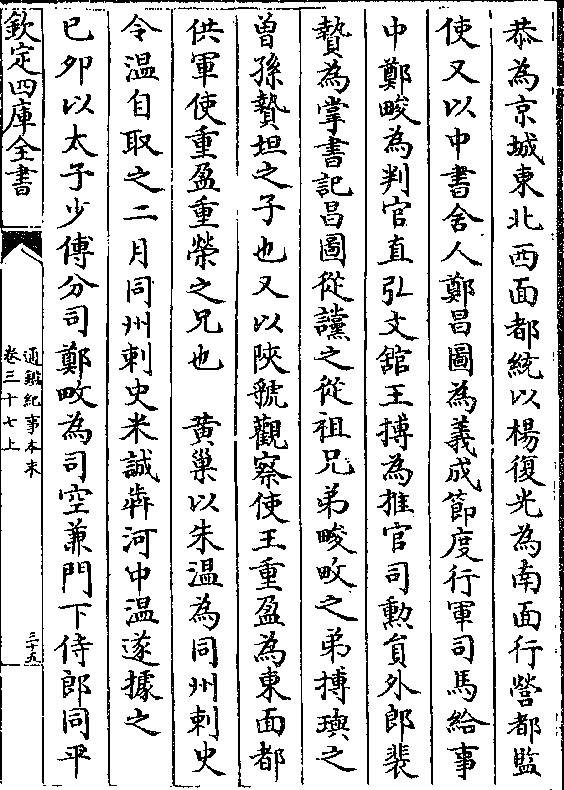 恭為京城東北西面都統以楊復光為南面行營都監
使又以中書舍人鄭昌圖為義成節度行軍司馬給事
中鄭畯為判官直弘文舘王摶為推官司勲員外郎裴
贄為掌書記昌圖從讜之從祖兄弟畯畋之弟摶璵之
曾孫贄坦之子也又以陜虢觀察使王重盈為東面都
供軍使重盈重榮之兄也　黄巢以朱温為同州刺史
令温自取之二月同州刺史米誠犇河中温遂據之
已夘以太子少傅分司鄭畋為司空兼門下侍郎同平
欽定四庫全書
通鑑紀事本末
卷三十七上
三十五